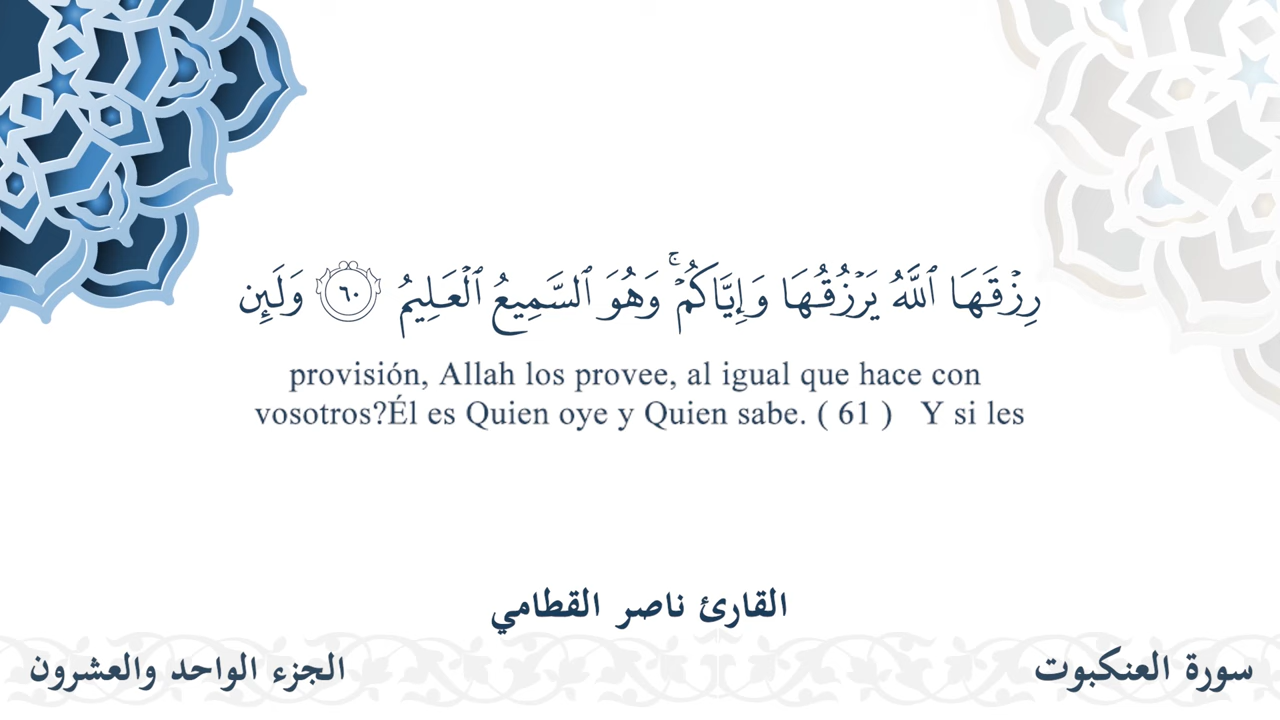 رِزْقَهَا ٱللَّهُ يَرْزُقُهَا وَإِيَّاكُمْ ۚ وَهُوَ ٱلسَّمِيعُ ٱلْعَلِيمُ ٦٠ وَلَئِن
provisión, Allah los provee, al igual que hace con
vosotros?Él es Quien oye y Quien sabe. ( 61 ) Y si les
القارئ ناصر القطامي
سورة العنكبوت
الجزء الواحد والعشرون